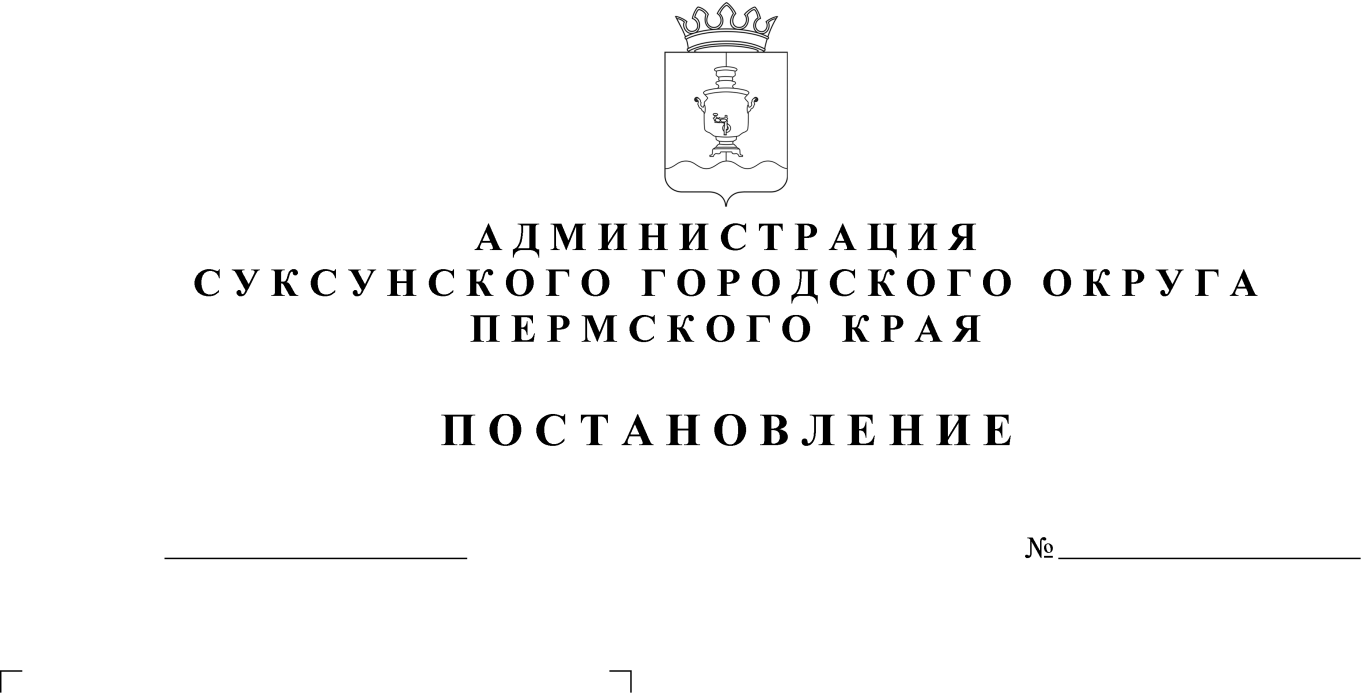 АДМИНИСТРАЦИЯ
СУКСУНСКОГО ГОРОДСКОГО ОКРУГА
ПЕРМСКОГО КРАЯ
ПОСТАНОВЛЕНИЕ
№